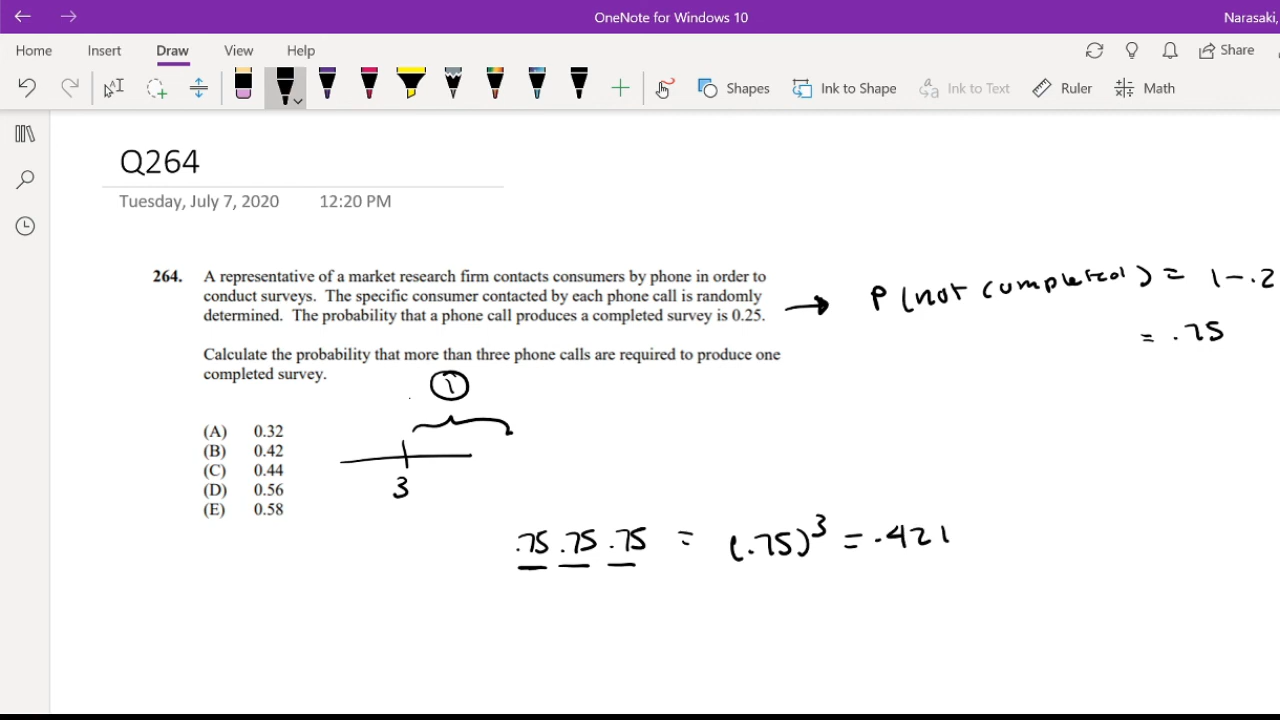 OneNote for Windows 10
Narasaki,
Home Insert Draw View Help
Share
Shapes Ink to Shape Ink to Text Ruler Math
Q264
Tuesday, July 7, 2020 12:20 PM
264. A representative of a market research firm contacts consumers by phone in order to
conduct surveys. The specific consumer contacted by each phone call is randomly
determined. The probability that a phone call produces a completed survey is 0.25.
P(not completed) = 1-.2
= .75
Calculate the probability that more than three phone calls are required to produce one
completed survey.
1
(A) 0.32
(B) 0.42
(C) 0.44
(D) 0.56
(E) 0.58
3
.75 .75 .75 = (.75)³ = .421